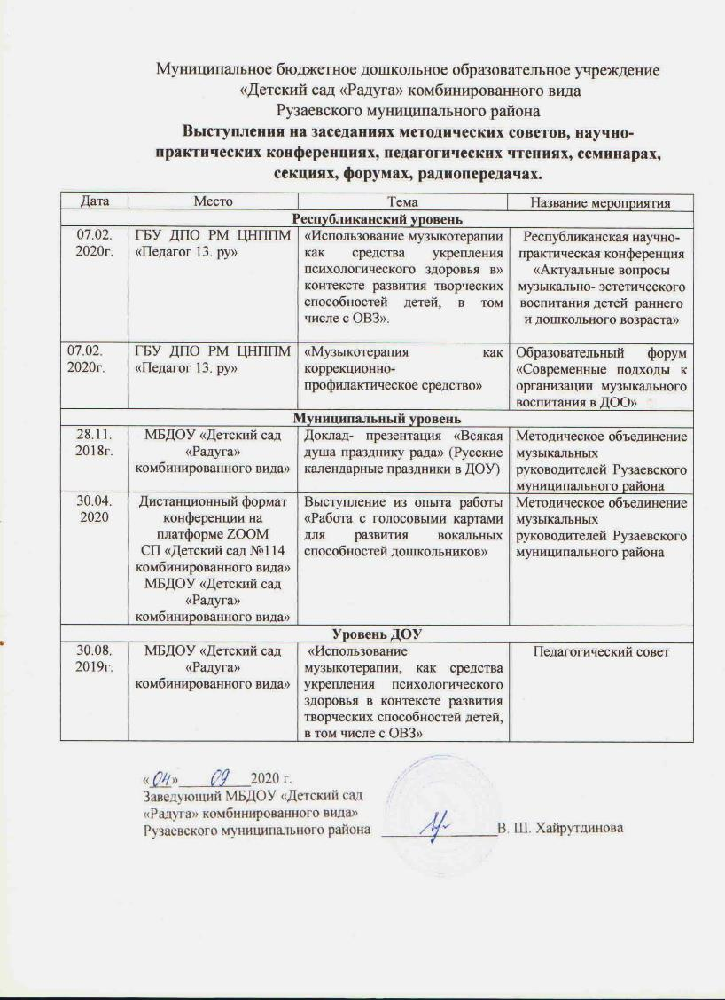 Муниципальное бюджетное дошкольное образовательное учреждение
«Детский сад «Радуга» комбинированного вида
Рузаевского муниципального района
Выступления на заседаниях методических советов, научно-
практических конференциях, педагогических чтениях, семинарах,
секциях, форумах, радиопередачах.
Дата Место Тема Название мероприятия
Республиканский уровень
07.02.
2020г.
ГБУ ДПО РМ ЦНППМ
«Педагог 13. ру»
«Использование музыкотерапии
как средства укрепления
психологического здоровья в»
контексте развития творческих
способностей детей, в том
числе с ОВЗ».
Республиканская научно-
практическая конференция
«Актуальные вопросы
музыкально- эстетического
воспитания детей раннего
и дошкольного возраста»
07.02.
2020г.
ГБУ ДПО РМ ЦНППМ
«Педагог 13. ру»
«Музыкотерапия как
коррекционно-
профилактическое средство»
Образовательный форум
«Современные подходы к
организации музыкального
воспитания в ДОО»
Муниципальный уровень
28.11.
2018г.
МБДОУ «Детский сад
«Радуга»
комбинированного вида»
Доклад- презентация «Всякая
душа празднику рада» (Русские
календарные праздники в ДОУ)
Методическое объединение
музыкальных
руководителей Рузаевского
муниципального района
30.04.
2020
Дистанционный формат
конференции на
платформе ZOOM
СП «Детский сад №114
комбинированного вида»
МБДОУ «Детский сад
«Радуга»
комбинированного вида»
Выступление из опыта работы
«Работа с голосовыми картами
для развития вокальных
способностей дошкольников»
Методическое объединение
музыкальных
руководителей Рузаевского
муниципального района
Уровень ДОУ
30.08.
2019г.
МБДОУ «Детский сад
«Радуга»
комбинированного вида»
«Использование
музыкотерапии, как средства
укрепления психологического
здоровья в контексте развития
творческих способностей детей,
в том числе с ОВЗ»
Педагогический совет
«04» 09 2020 г.
Заведующий МБДОУ «Детский сад
«Радуга» комбинированного вида»
Рузаевского муниципального района В. Ш. Хайрутдинова